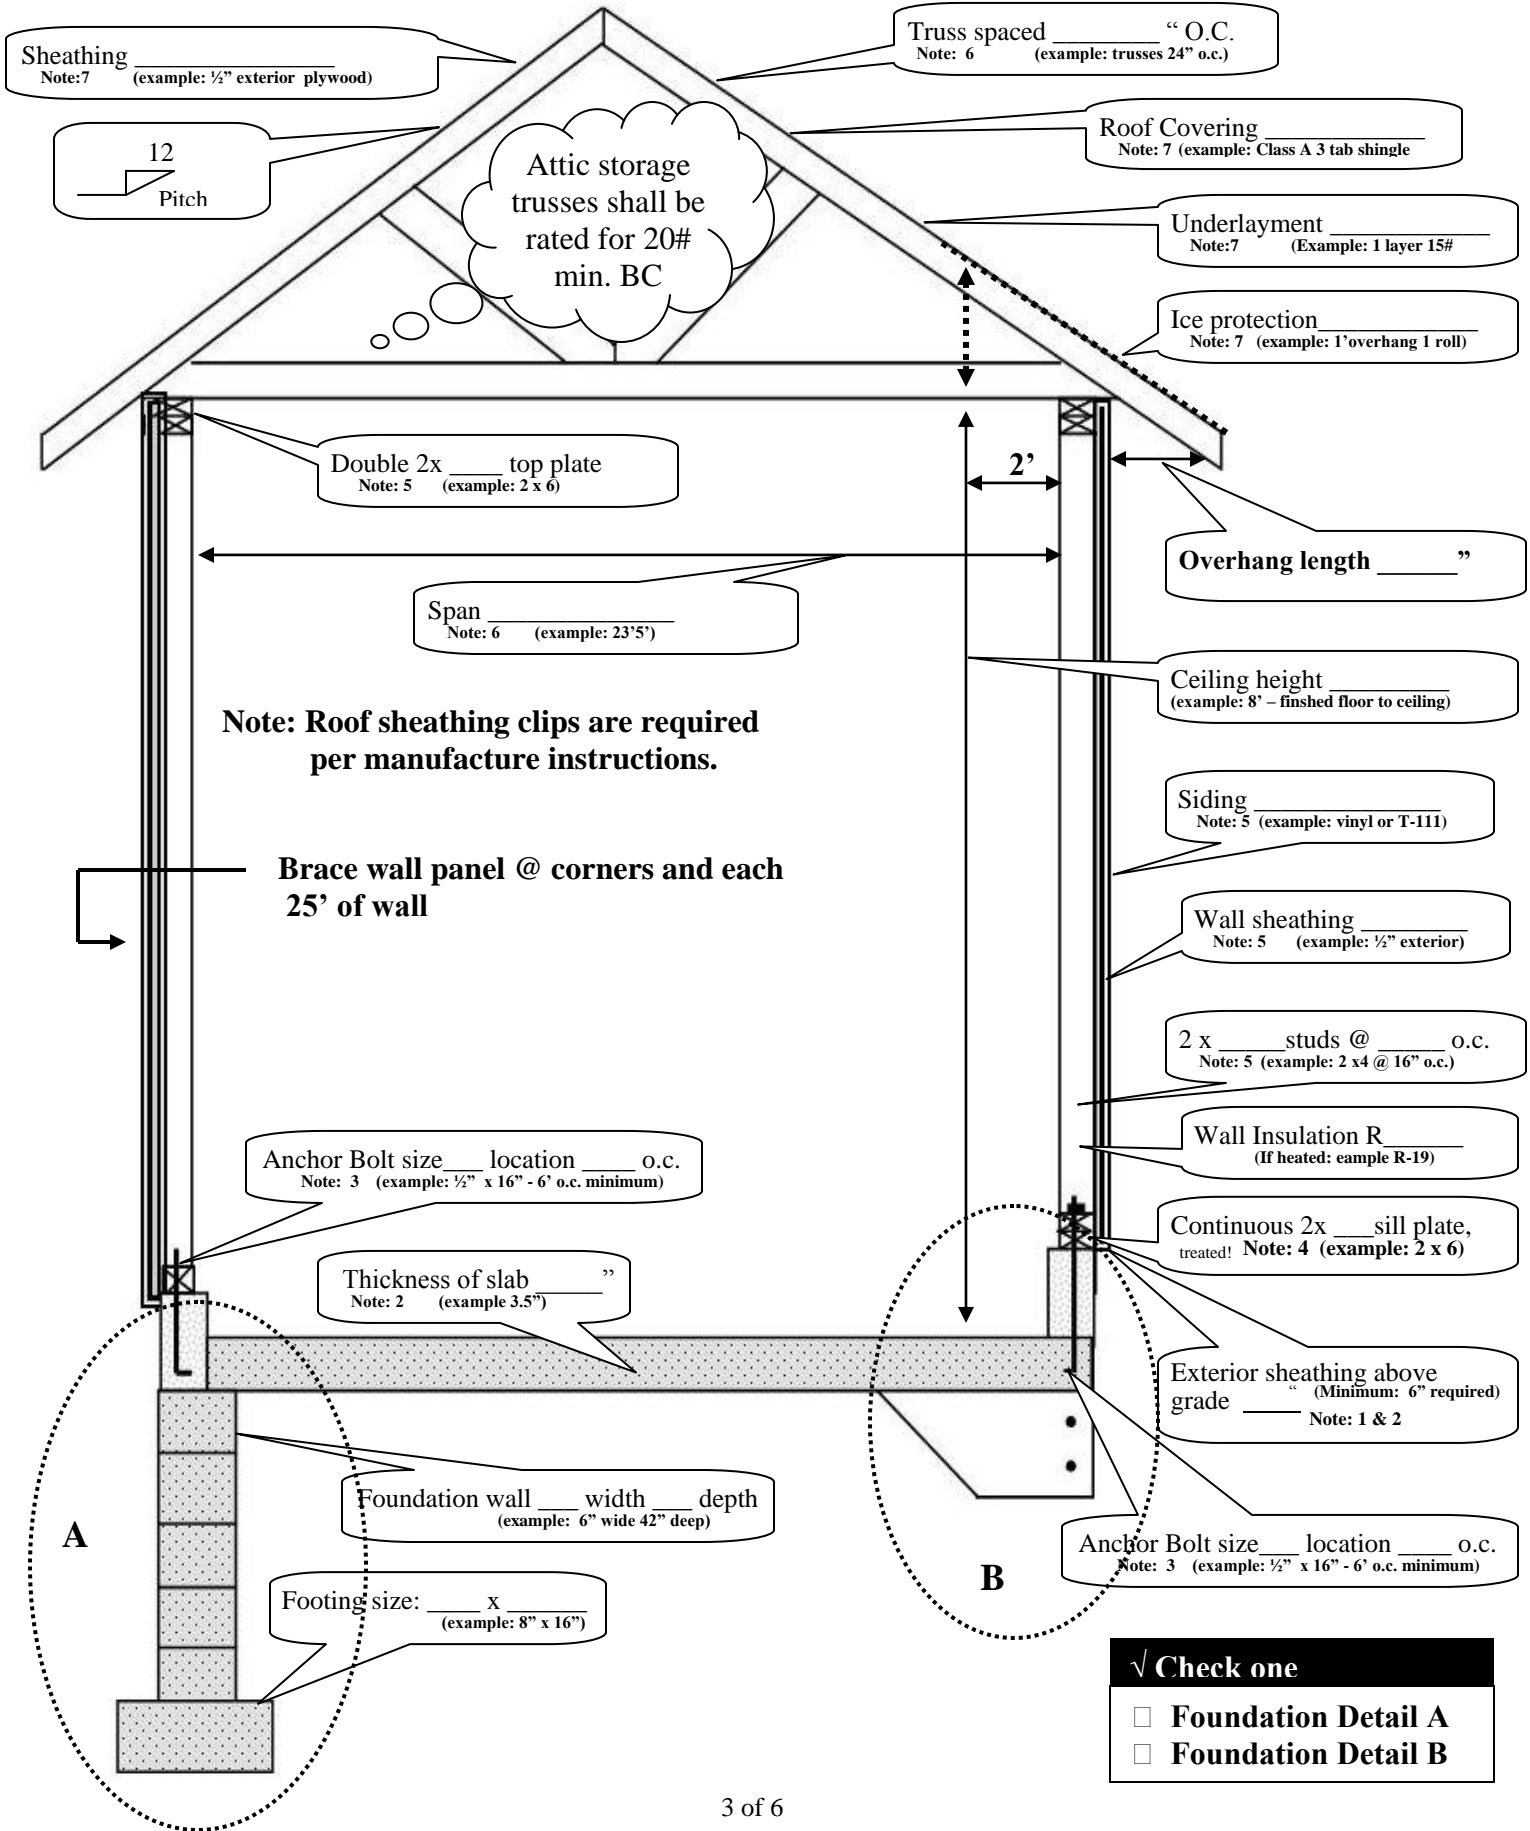 Sheathing _______________
Note:7 (example: ½” exterior plywood)
Truss spaced ________ “ O.C.
Note: 6 (example: trusses 24” o.c.)
12
Pitch
Attic storage
trusses shall be
rated for 20#
min. BC
Roof Covering ____________
Note: 7 (example: Class A 3 tab shingle
Underlayment ____________
Note:7 (Example: 1 layer 15#
Ice protection____________
Note: 7 (example: 1’overhang 1 roll)
Double 2x ____ top plate
Note: 5 (example: 2 x 6)
2’
Overhang length ______”
Span ______________
Note: 6 (example: 23’5’)
Ceiling height _________
(example: 8’ – finshed floor to ceiling)
Note: Roof sheathing clips are required
per manufacture instructions.
Siding ______________
Note: 5 (example: vinyl or T-111)
Brace wall panel @ corners and each
25’ of wall
Wall sheathing ________
Note: 5 (example: ½” exterior)
2 x _____studs @ _____ o.c.
Note: 5 (example: 2 x4 @ 16” o.c.)
Wall Insulation R______
(If heated: eample R-19)
Anchor Bolt size___ location ____ o.c.
Note: 3 (example: ½” x 16” - 6’ o.c. minimum)
Continuous 2x ___sill plate,
treated! Note: 4 (example: 2 x 6)
Thickness of slab _____”
Note: 2 (example 3.5”)
Exterior sheathing above
grade ____“ (Minimum: 6” required)
Note: 1 & 2
Foundation wall ___ width ___ depth
(example: 6” wide 42” deep)
A
Anchor Bolt size___ location ____ o.c.
Note: 3 (example: ½” x 16” - 6’ o.c. minimum)
B
Footing size: ____ x ______
(example: 8” x 16”)
√ Check one
□ Foundation Detail A
□ Foundation Detail B
3 of 6